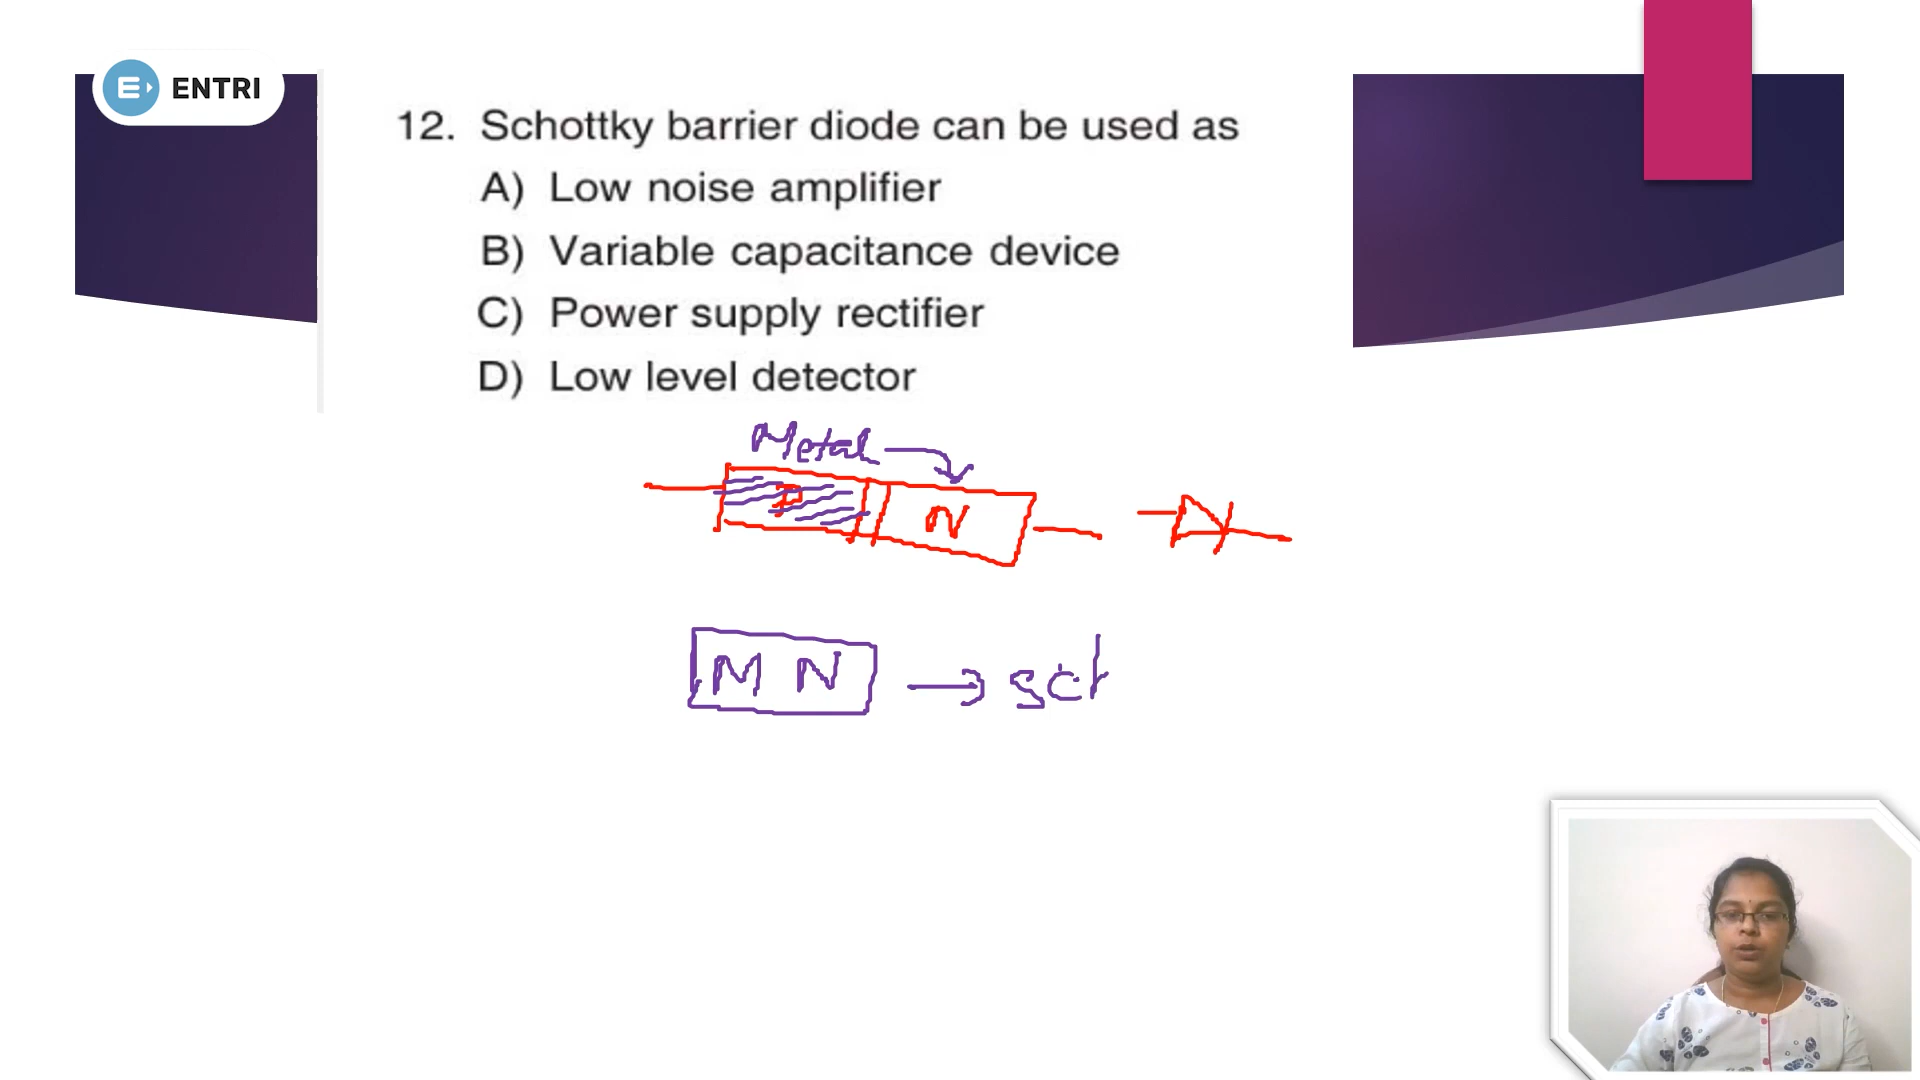 ENTRI
12. Schottky barrier diode can be used as
A) Low noise amplifier
B) Variable capacitance device
C) Power supply rectifier
D) Low level detector
Metal
P N
M N → sct